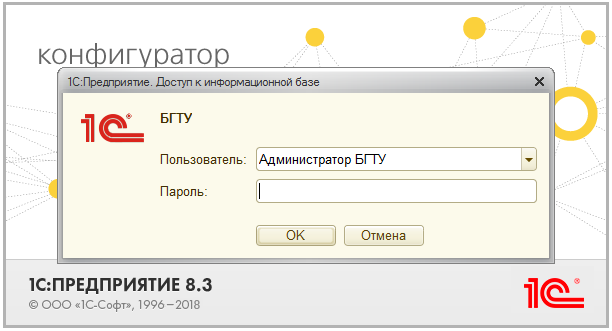 конфигуратор
1С:Предприятие. Доступ к информационной базе
1С®
БГТУ
Пользователь: Администратор БГТУ
Пароль:
OK Отмена
1С:ПРЕДПРИЯТИЕ 8.3
© ООО «1С-Софт», 1996–2018
1С®